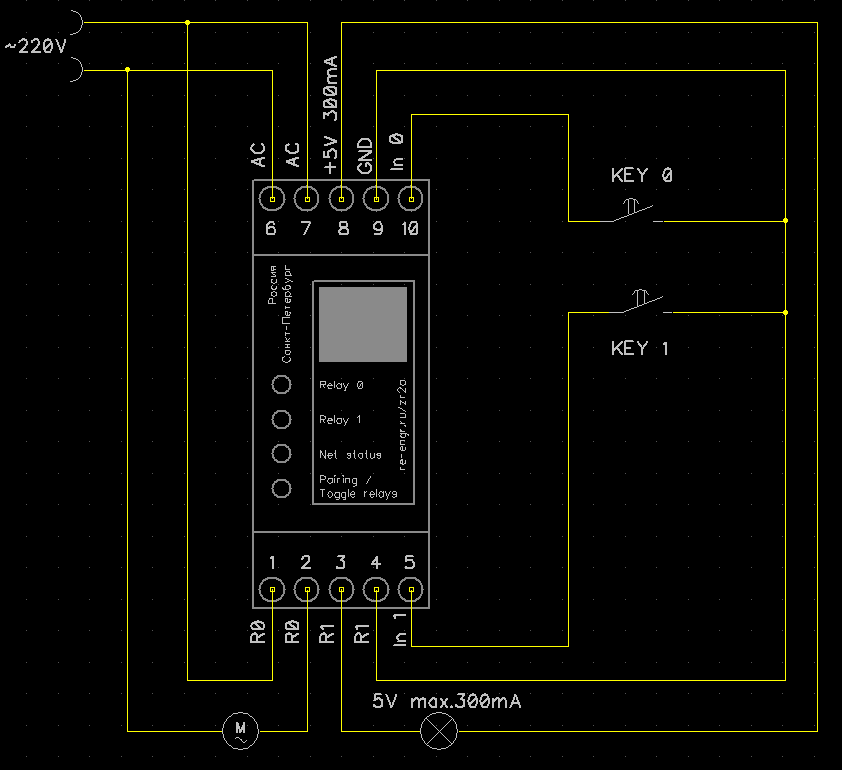 ~220V
AC
AC
+5V 300mA
GND
In 0
6
7
8
9
10
KEY 0
KEY 1
Россия
Санкт-Петербург
Relay 0
Relay 1
Net status
Pairing /
Toggle relays
re-engr.ru/zr2a
1
2
3
4
5
R0
R0
R1
R1
In 1
5V max.300mA
M
~